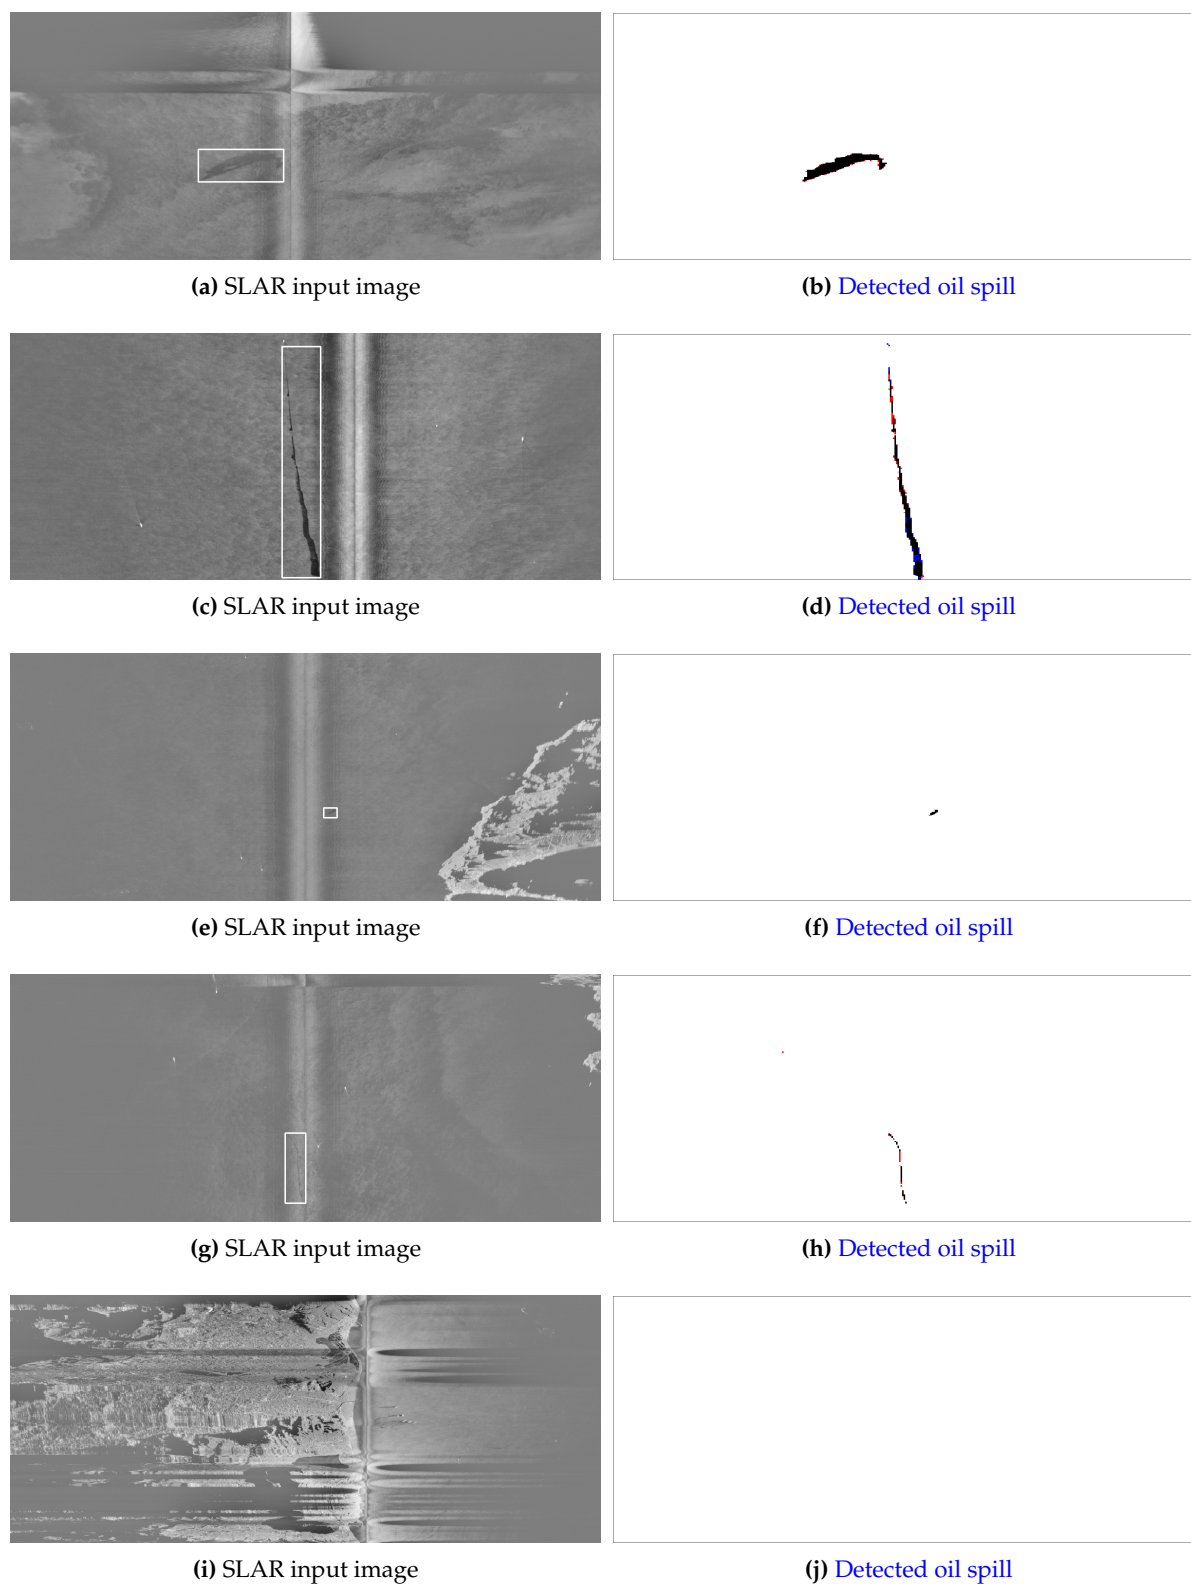 (a) SLAR input image
(b) Detected oil spill
(c) SLAR input image
(d) Detected oil spill
(e) SLAR input image
(f) Detected oil spill
(g) SLAR input image
(h) Detected oil spill
(i) SLAR input image
(j) Detected oil spill